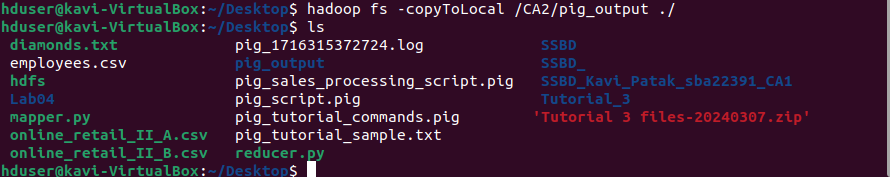 hduser@kavi-VirtualBox:~/Desktop$ hadoop fs -copyToLocal /CA2/pig_output ./
hduser@kavi-VirtualBox:~/Desktop$ ls
diamonds.txt pig_1716315372724.log SSBD
employees.csv pig_output SSBD_
hdfs pig_sales_processing_script.pig SSBD_Kavi_Patak_sba22391_CA1
Lab04 pig_script.pig Tutorial_3
mapper.py pig_tutorial_commands.pig 'Tutorial 3 files-20240307.zip'
online_retail_II_A.csv pig_tutorial_sample.txt
online_retail_II_B.csv reducer.py
hduser@kavi-VirtualBox:~/Desktop$